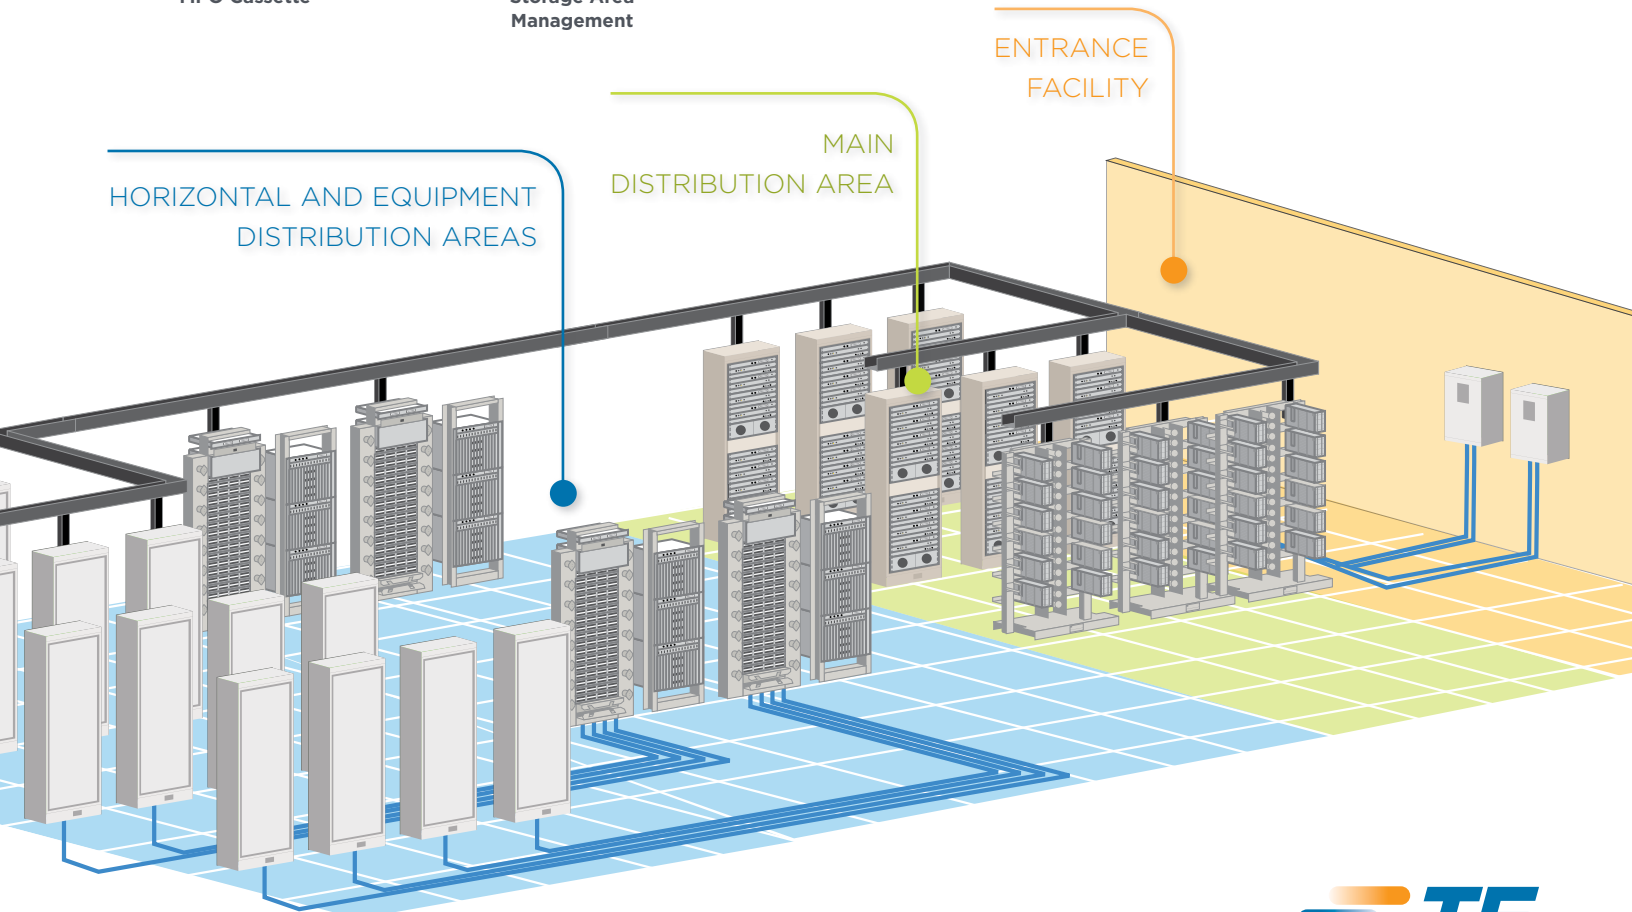 Management
ENTRANCE
FACILITY
MAIN
DISTRIBUTION AREA
HORIZONTAL AND EQUIPMENT
DISTRIBUTION AREAS